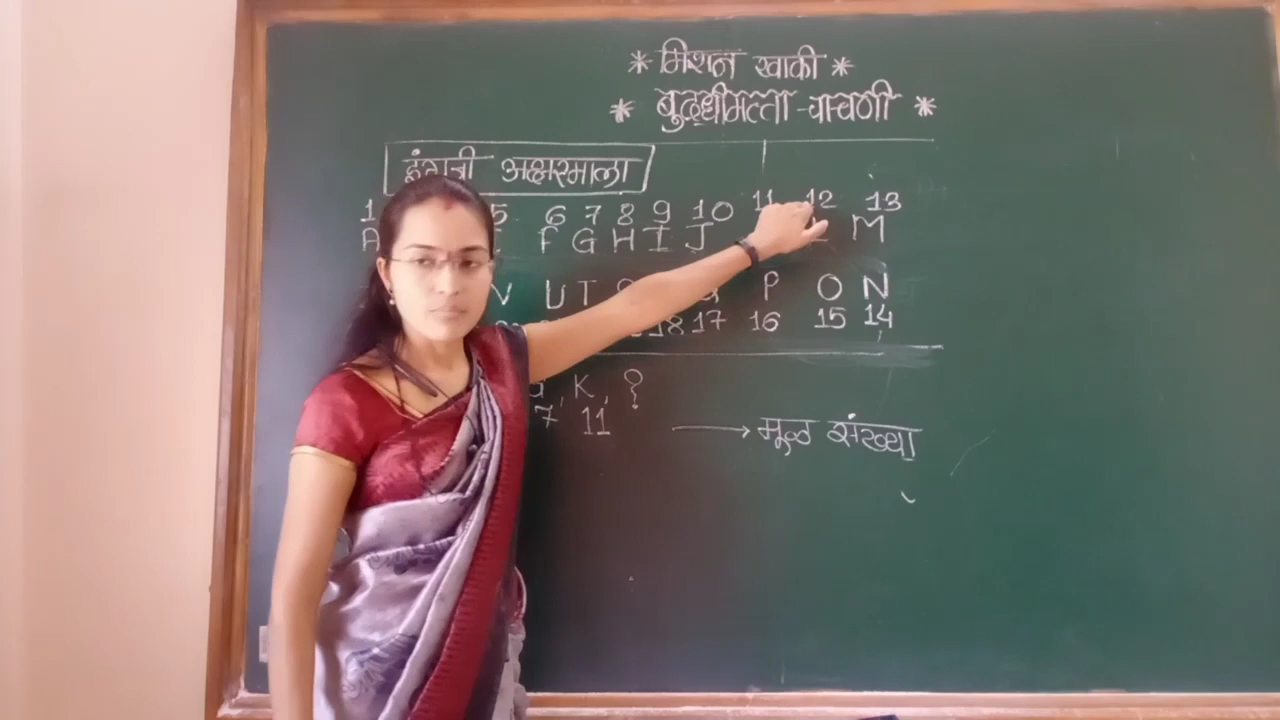 * मिशन खाकी *
* बुद्धीमत्ता-चाचणी *
इंग्रजी अक्षरमाला
1 5 6 7 8 9 10 11 12 13
A F G H I J L M
V U T P O N
18 17 16 15 14
G, K, ?
7 11 → मूळ संख्या